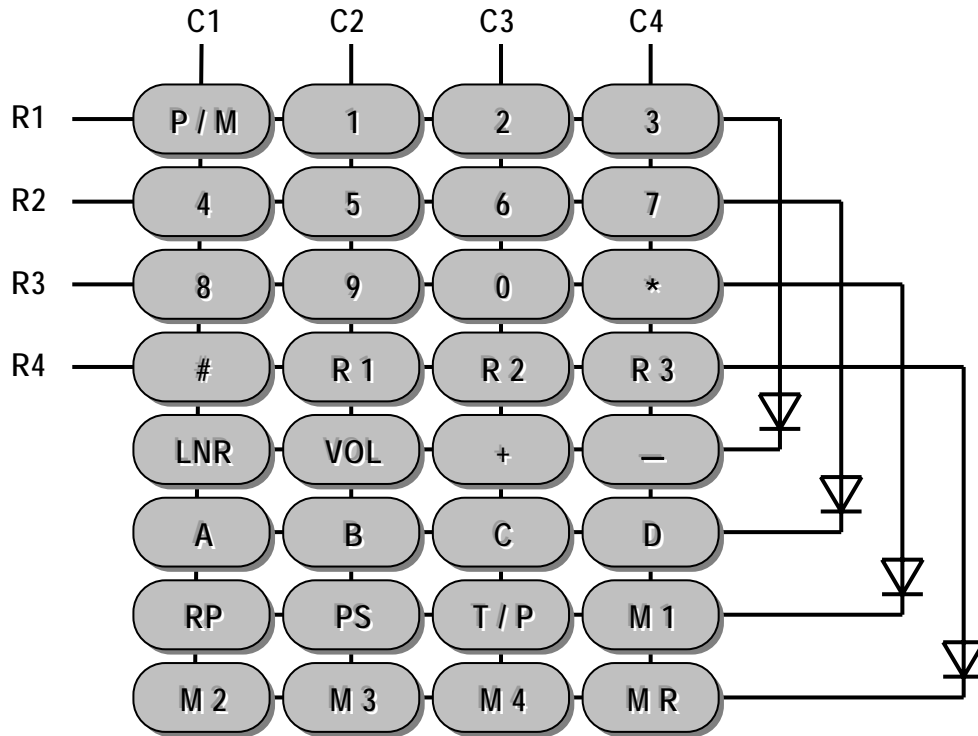 C1 C2 C3 C4
R1 P / M 1 2 3
R2 4 5 6 7
R3 8 9 0 *
R4 # R 1 R 2 R 3
LNR VOL + –
A B C D
RP PS T / P M 1
M 2 M 3 M 4 M R